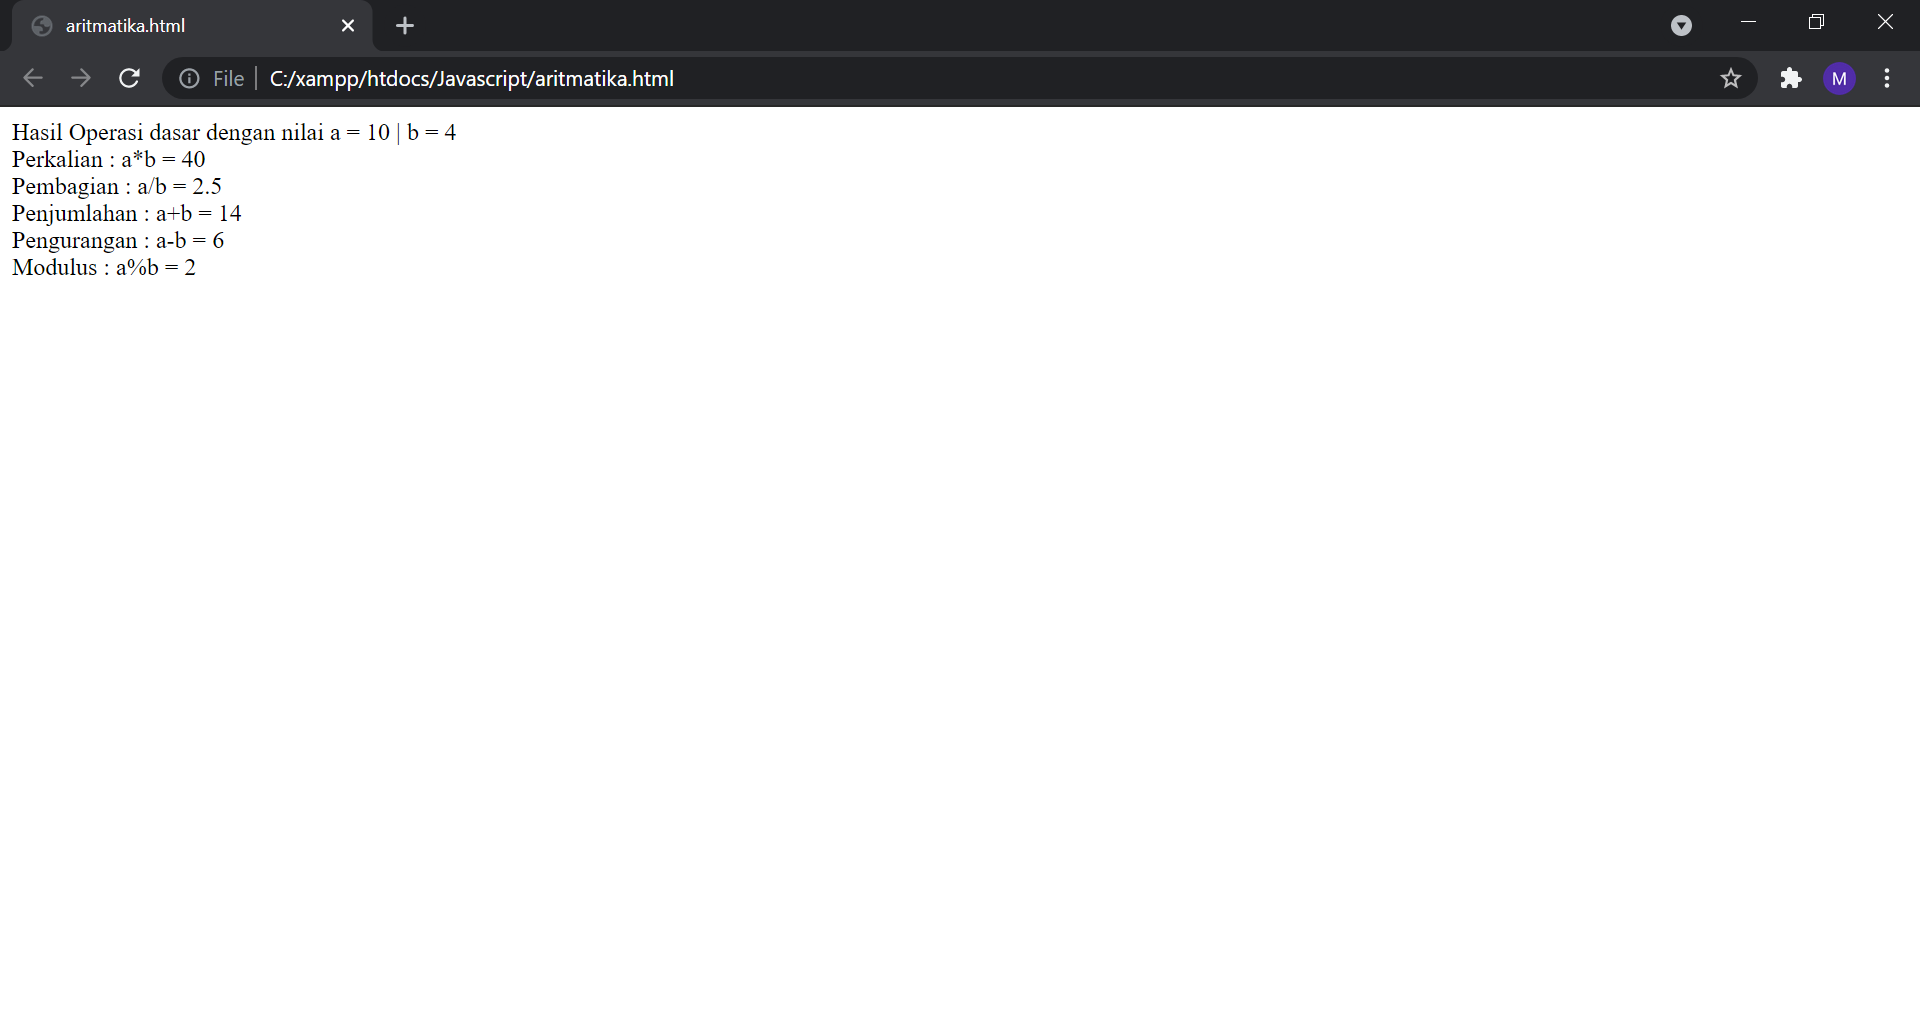 aritmatika.html
File | C:/xampp/htdocs/Javascript/aritmatika.html
M
Hasil Operasi dasar dengan nilai a = 10 | b = 4
Perkalian : a*b = 40
Pembagian : a/b = 2.5
Penjumlahan : a+b = 14
Pengurangan : a-b = 6
Modulus : a%b = 2